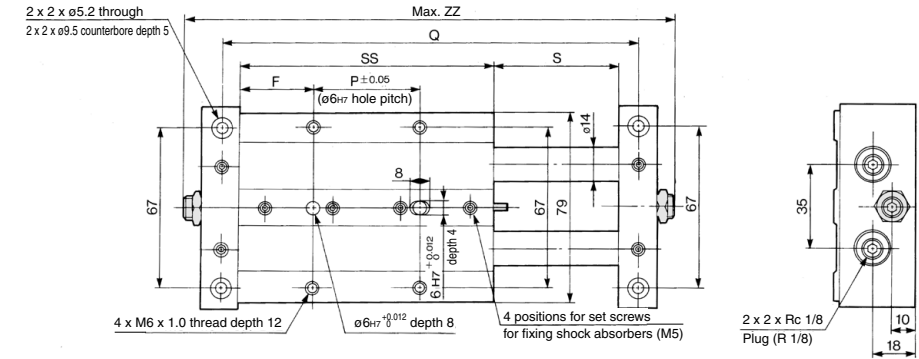 2 x 2 x ø5.2 through
2 x 2 x ø9.5 counterbore depth 5
Max. ZZ
Q
SS
S
F
P±0.05
(ø6H7 hole pitch)
ø14
8
67
67
79
67
6 H7 +0.012 0
depth 4
35
4 x M6 x 1.0 thread depth 12
ø6H7 +0.012 0 depth 8
4 positions for set screws
for fixing shock absorbers (M5)
2 x 2 x Rc 1/8
Plug (R 1/8)
10
18